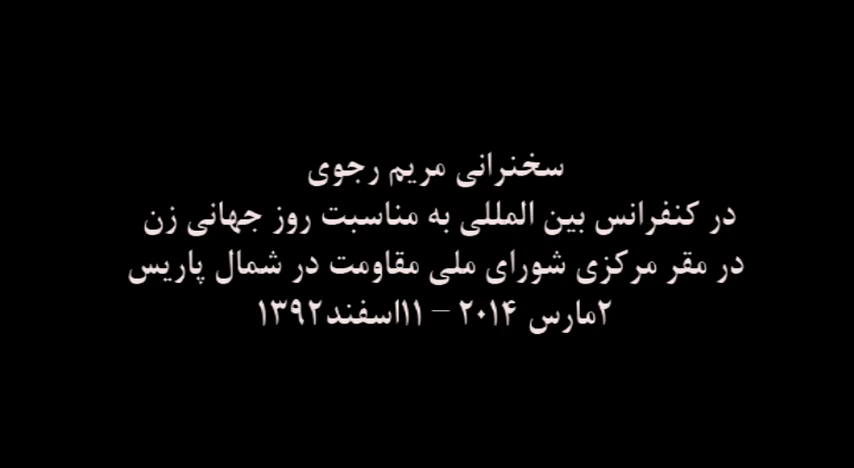 سخنرانی مریم رجوی
در کنفرانس بین المللی به مناسبت روز جهانی زن
در مقر مرکزی شورای ملی مقاومت در شمال پاریس
۲مارس ۲۰۱۴ – ۱۱اسفند۱۳۹۲